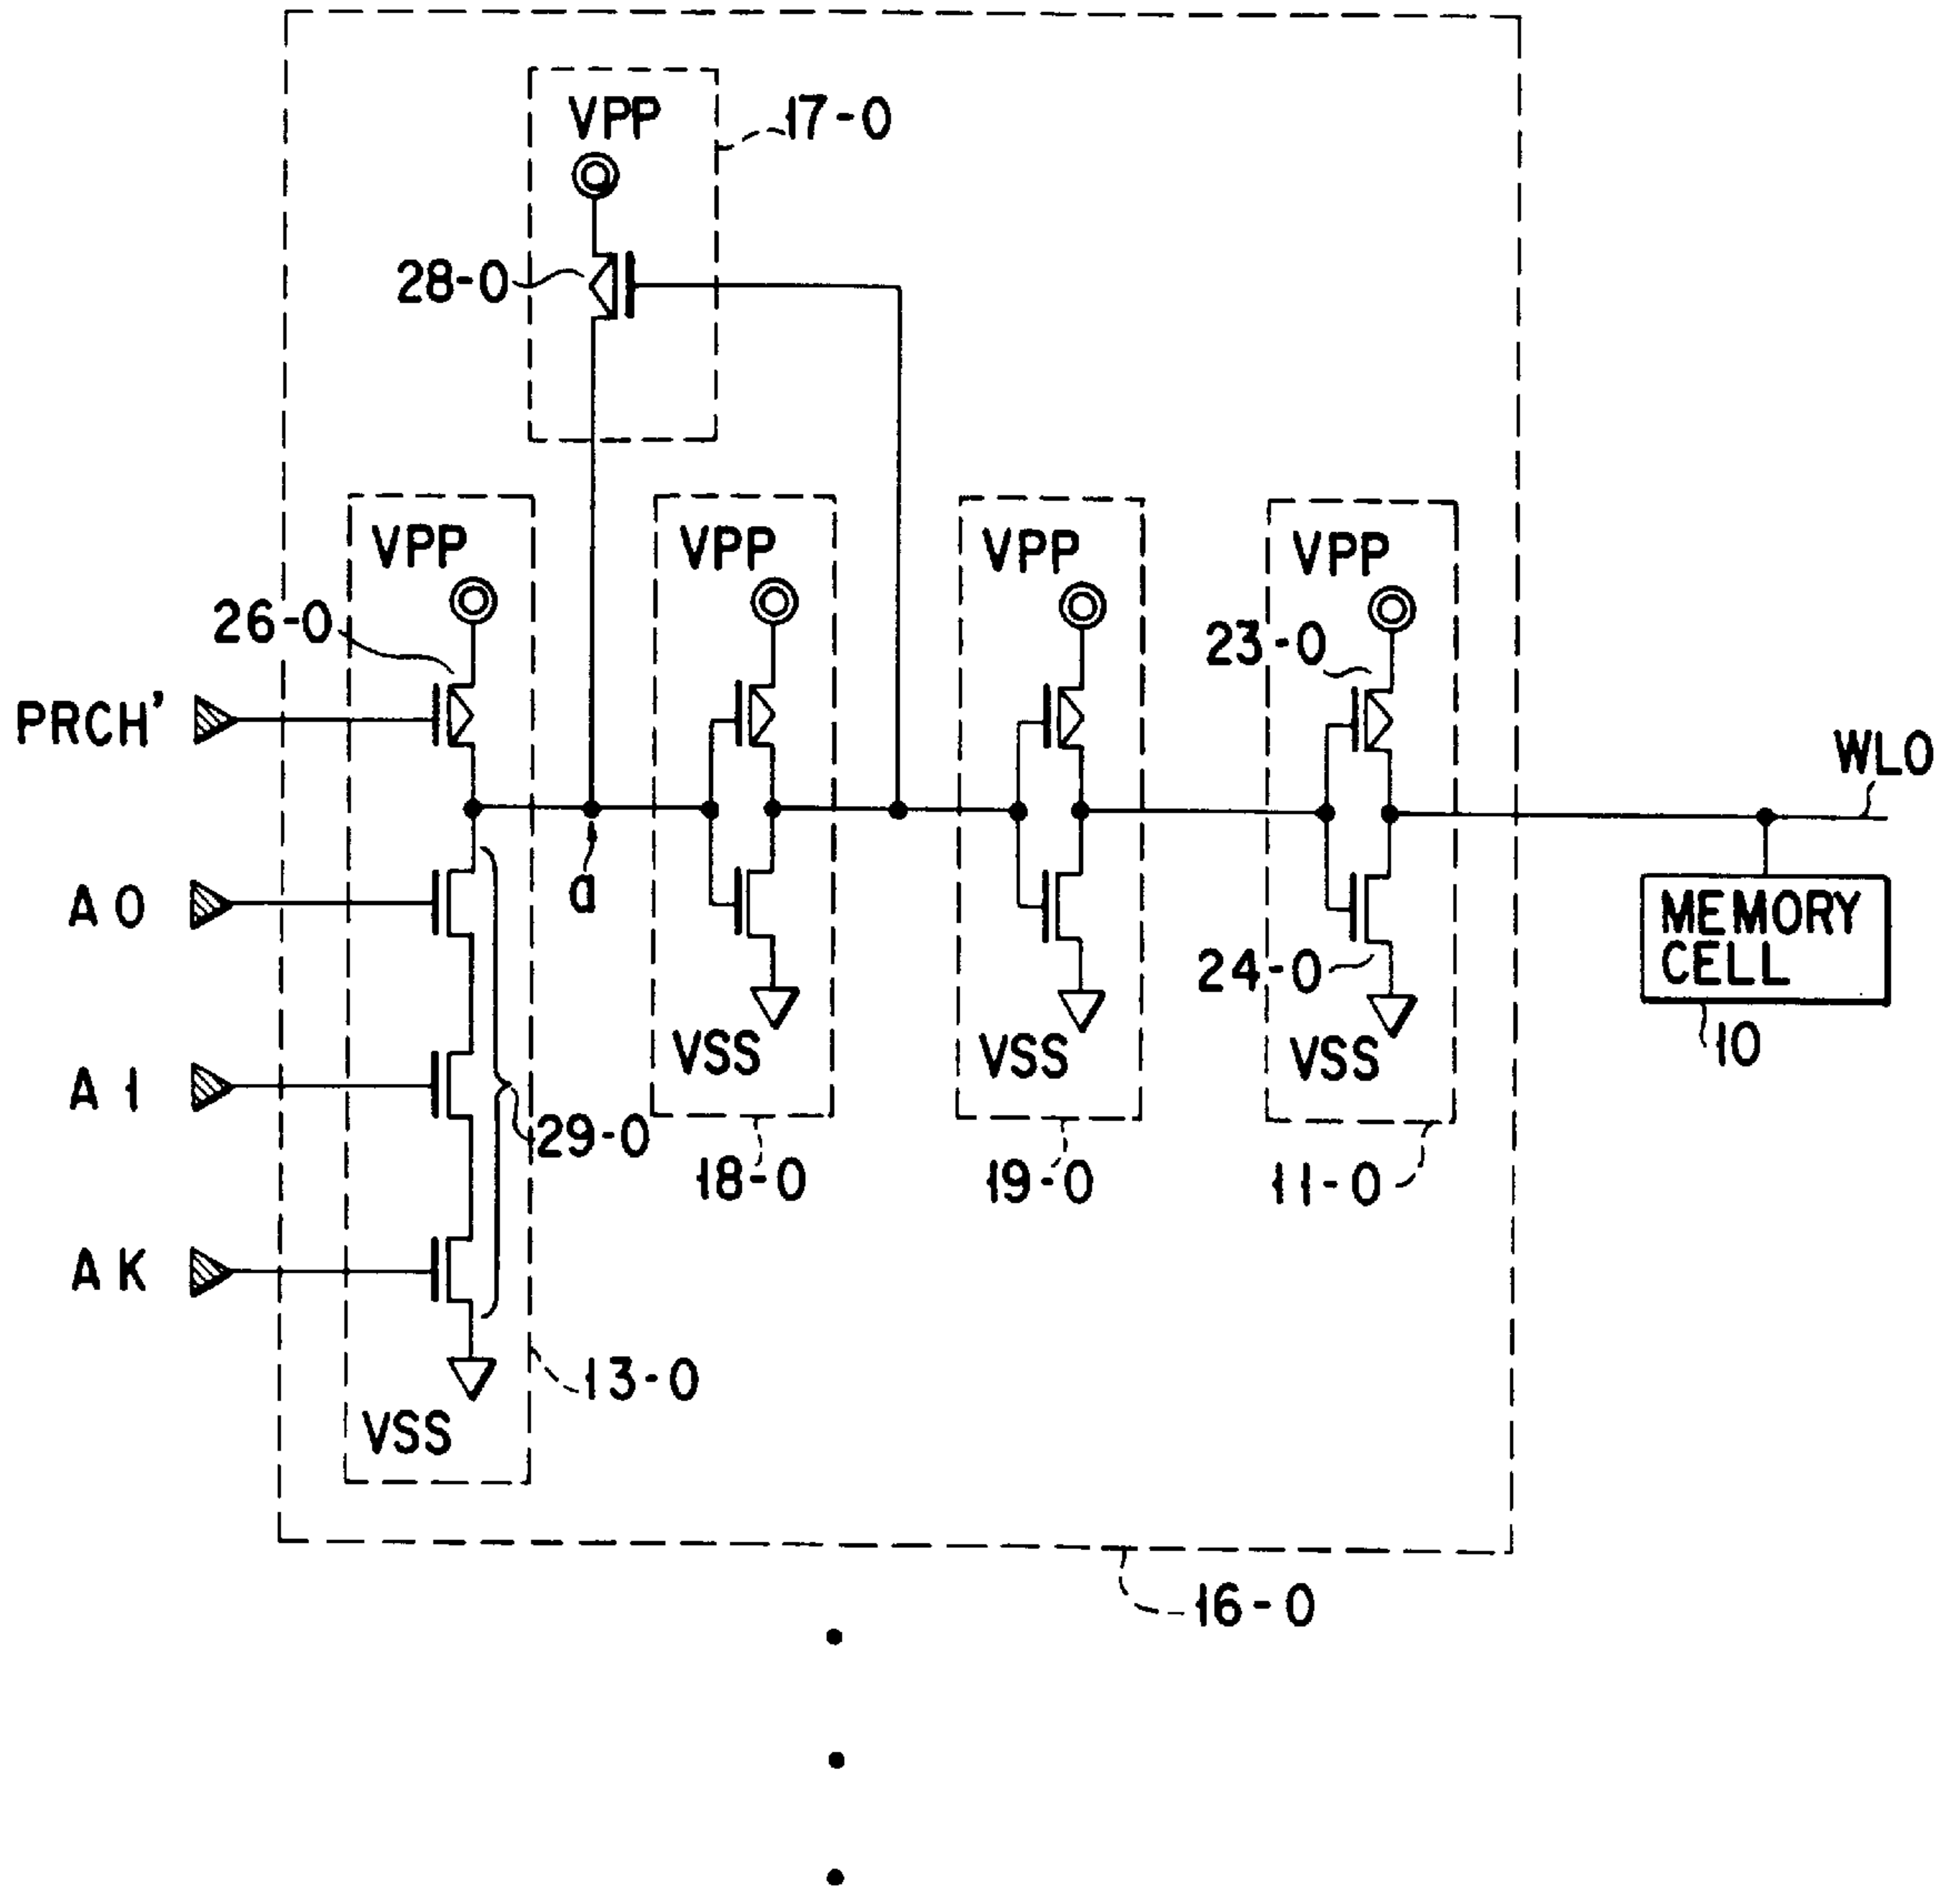 VPP
17-0
28-0
VPP
VPP
VPP
VPP
26-0
23-0
PRCH'
WL0
A0
a
MEMORY
CELL
24-0
10
A1
VSS
VSS
VSS
29-0
18-0
19-0
11-0
AK
13-0
VSS
16-0